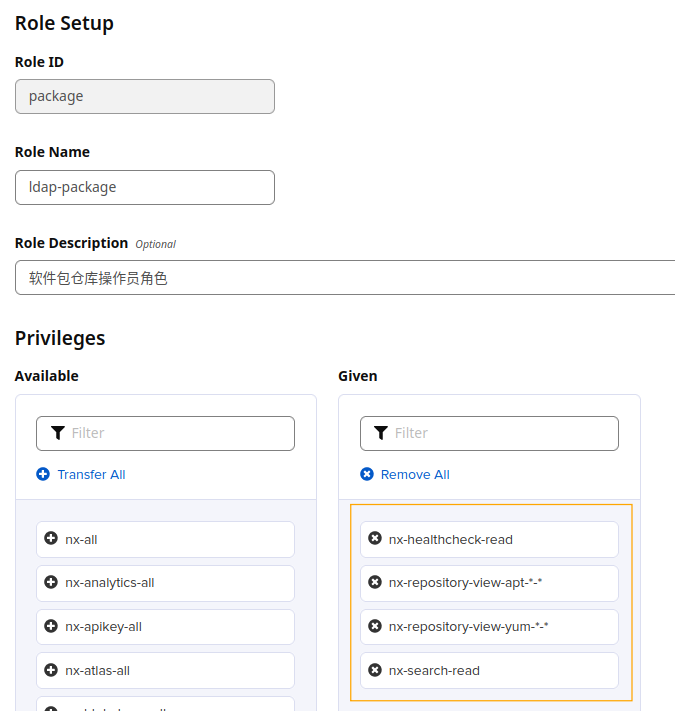 Role Setup
Role ID
package
Role Name
ldap-package
Role Description Optional
软件包仓库操作员角色
Privileges
Available
Given
Filter
Filter
Transfer All
Remove All
nx-all
nx-healthcheck-read
nx-analytics-all
nx-repository-view-apt-*-*
nx-apikey-all
nx-repository-view-yum-*-*
nx-atlas-all
nx-search-read